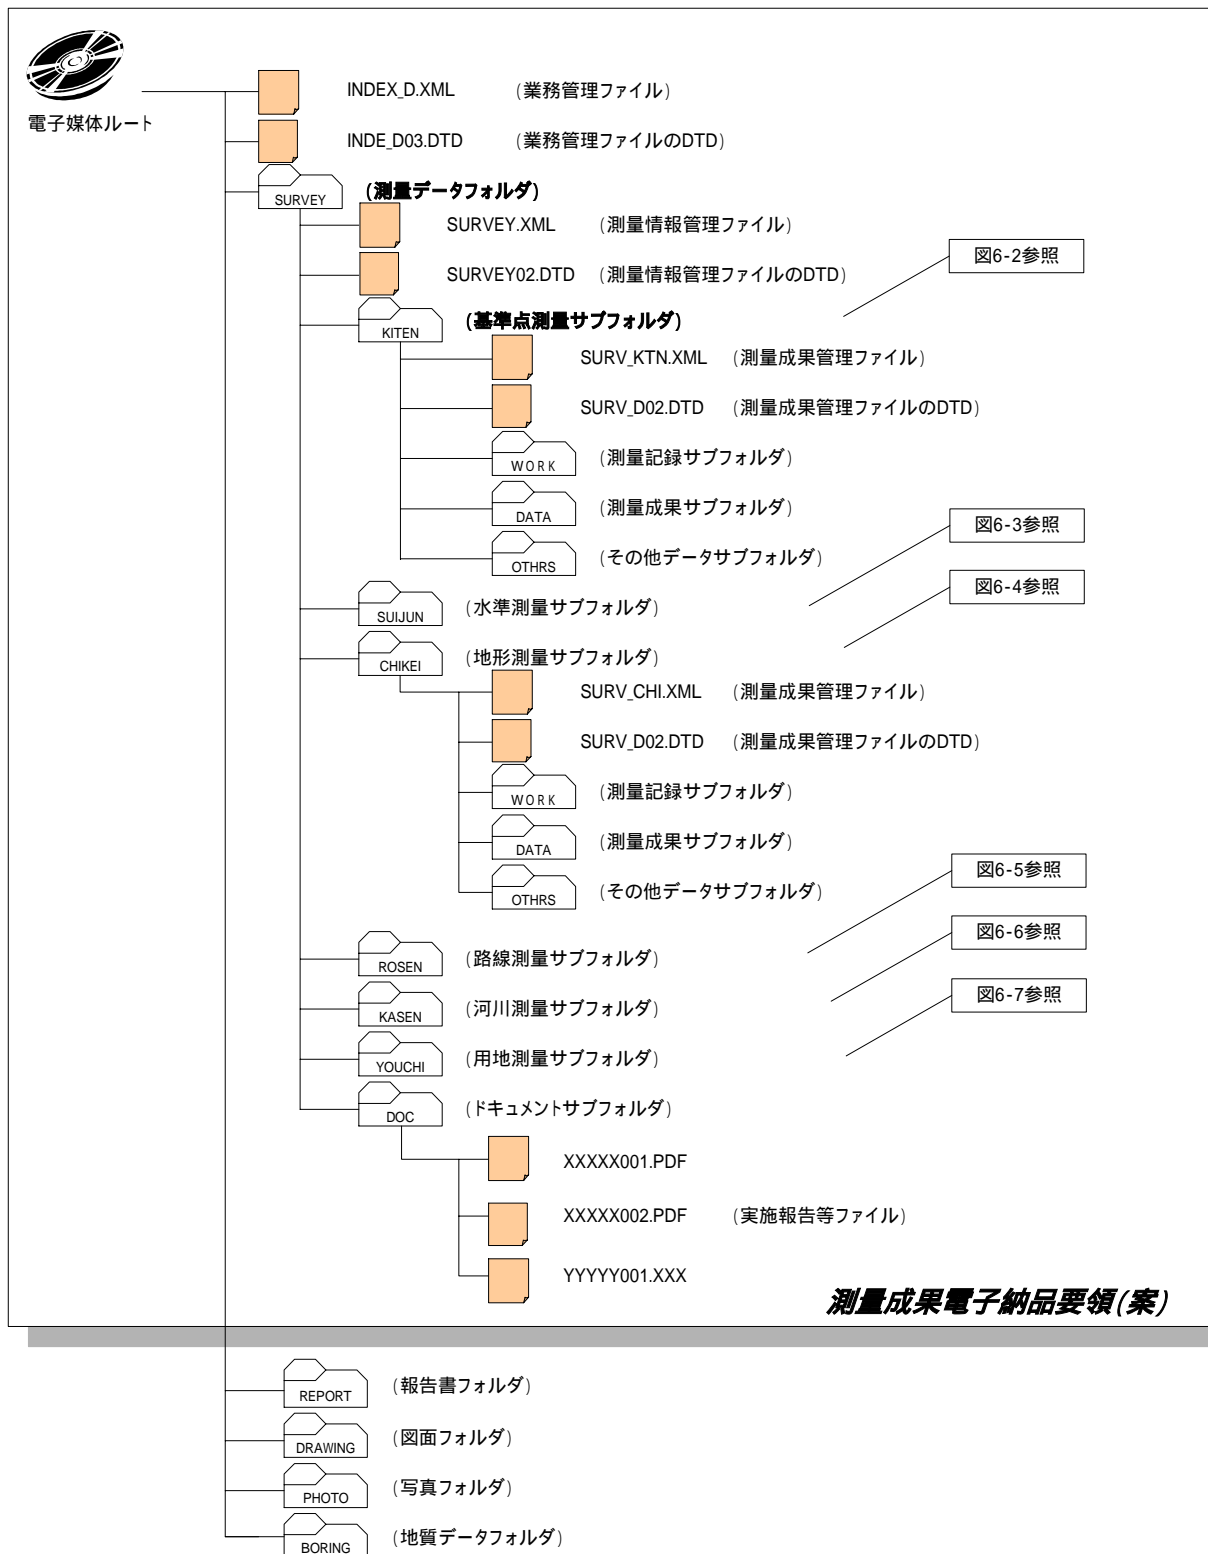 電子媒体ルート
INDEX_D.XML (業務管理ファイル)
INDE_D03.DTD (業務管理ファイルのDTD)
SURVEY (測量データフォルダ)
SURVEY.XML (測量情報管理ファイル)
SURVEY02.DTD (測量情報管理ファイルのDTD)
図6-2参照
KITEN (基準点測量サブフォルダ)
SURV_KTN.XML (測量成果管理ファイル)
SURV_D02.DTD (測量成果管理ファイルのDTD)
WORK (測量記録サブフォルダ)
DATA (測量成果サブフォルダ)
図6-3参照
OTHRS (その他データサブフォルダ)
図6-4参照
SUIJUN (水準測量サブフォルダ)
CHIKEI (地形測量サブフォルダ)
SURV_CHI.XML (測量成果管理ファイル)
SURV_D02.DTD (測量成果管理ファイルのDTD)
WORK (測量記録サブフォルダ)
DATA (測量成果サブフォルダ)
図6-5参照
OTHRS (その他データサブフォルダ)
図6-6参照
ROSEN (路線測量サブフォルダ)
図6-7参照
KASEN (河川測量サブフォルダ)
YOUCHI (用地測量サブフォルダ)
DOC (ドキュメントサブフォルダ)
XXXXX001.PDF
XXXXX002.PDF (実施報告等ファイル)
YYYYY001.XXX
測量成果電子納品要領(案)
REPORT (報告書フォルダ)
DRAWING (図面フォルダ)
PHOTO (写真フォルダ)
BORING (地質データフォルダ)